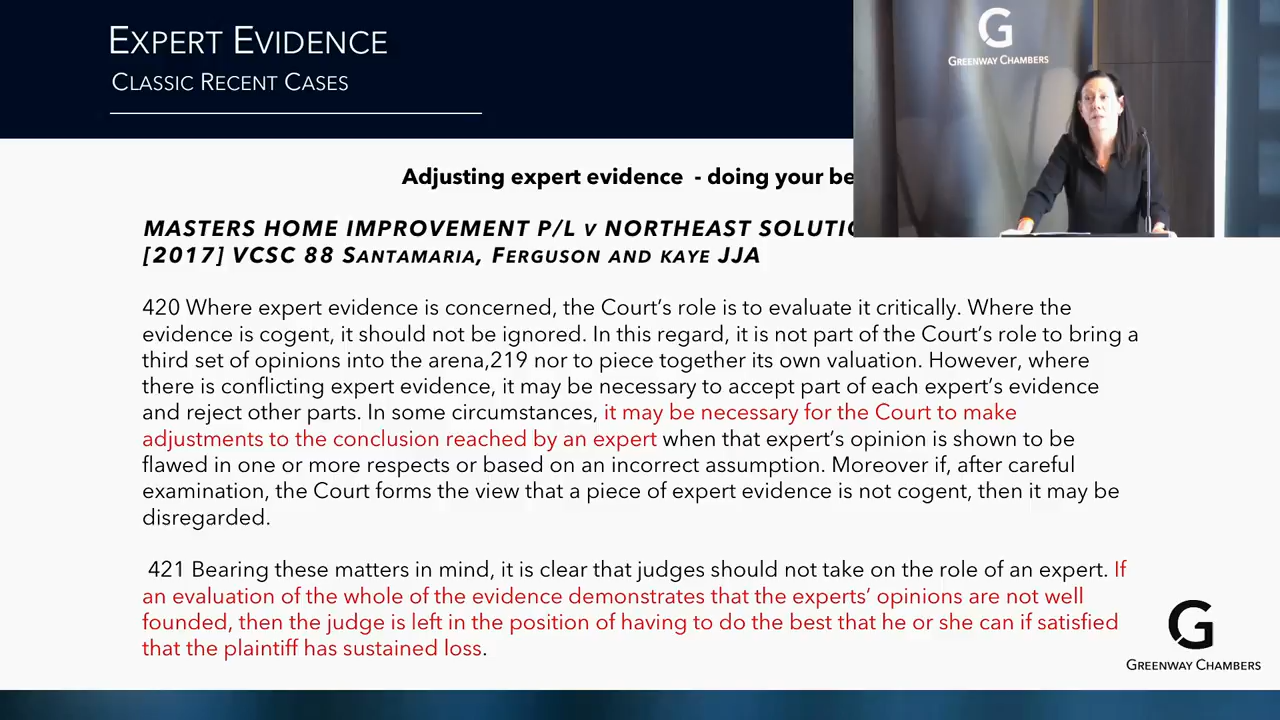 EXPERT EVIDENCE
CLASSIC RECENT CASES
G
GREENWAY CHAMBERS
Adjusting expert evidence - doing your
MASTERS HOME IMPROVEMENT P/L v NORTHEAST
[2017] VCSC 88 SANTAMARIA, FERGUSON AND KAYE JJA
420 Where expert evidence is concerned, the Court's role is to evaluate it critically. Where the
evidence is cogent, it should not be ignored. In this regard, it is not part of the Court's role to bring a
third set of opinions into the arena,219 nor to piece together its own valuation. However, where
there is conflicting expert evidence, it may be necessary to accept part of each expert's evidence
and reject other parts. In some circumstances, it may be necessary for the Court to make
adjustments to the conclusion reached by an expert when that expert's opinion is shown to be
flawed in one or more respects or based on an incorrect assumption. Moreover if, after careful
examination, the Court forms the view that a piece of expert evidence is not cogent, then it may be
disregarded.
421 Bearing these matters in mind, it is clear that judges should not take on the role of an expert. If
an evaluation of the whole of the evidence demonstrates that the experts' opinions are not well
founded, then the judge is left in the position of having to do the best that he or she can if satisfied
that the plaintiff has sustained loss.
G
GREENWAY CHAMBERS